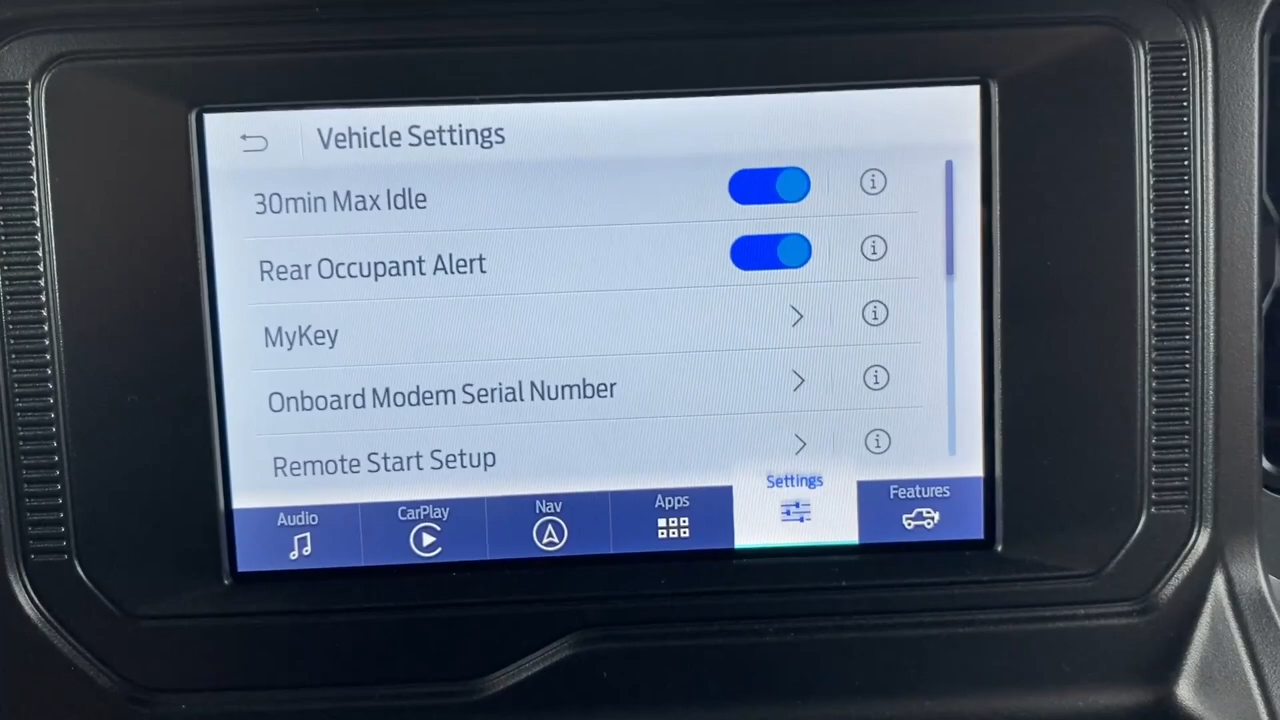 Vehicle Settings
30min Max Idle
Rear Occupant Alert
MyKey
Onboard Modem Serial Number
Remote Start Setup
Audio
CarPlay
Nav
Apps
Settings
Features